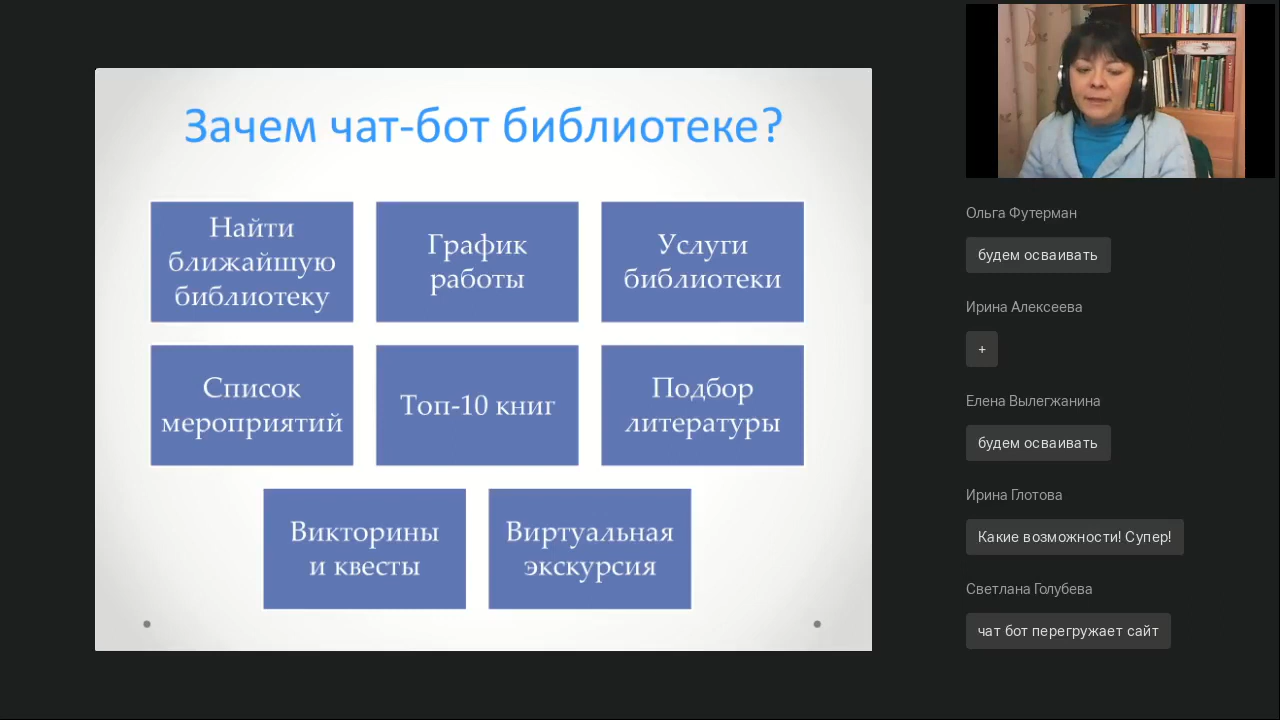 Зачем чат-бот библиотеке?
Найти
ближайшую
библиотеку
График
работы
Услуги
библиотеки
Список
мероприятий
Топ-10 книг
Подбор
литературы
Викторины
и квесты
Виртуальная
экскурсия
Ольга Футерман
будем осваивать
Ирина Алексеева
+
Елена Вылегжанина
будем осваивать
Ирина Глотова
Какие возможности! Супер!
Светлана Голубева
чат бот перегружает сайт